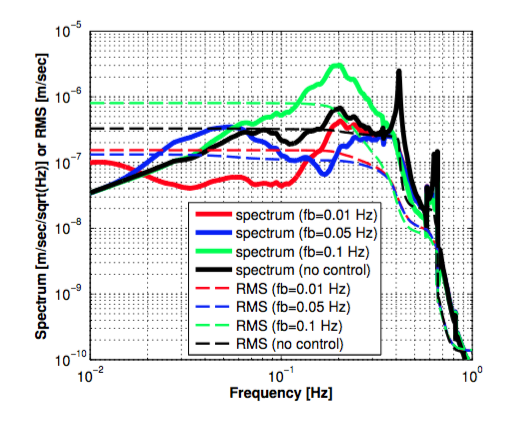 10⁻⁵
10⁻⁶
10⁻⁷
10⁻⁸
10⁻⁹
10⁻¹⁰
Spectrum [m/sec/sqrt(Hz)] or RMS [m/sec]
spectrum (fb=0.01 Hz)
spectrum (fb=0.05 Hz)
spectrum (fb=0.1 Hz)
spectrum (no control)
RMS (fb=0.01 Hz)
RMS (fb=0.05 Hz)
RMS (fb=0.1 Hz)
RMS (no control)
10⁻² 10⁻¹ 10⁰
Frequency [Hz]